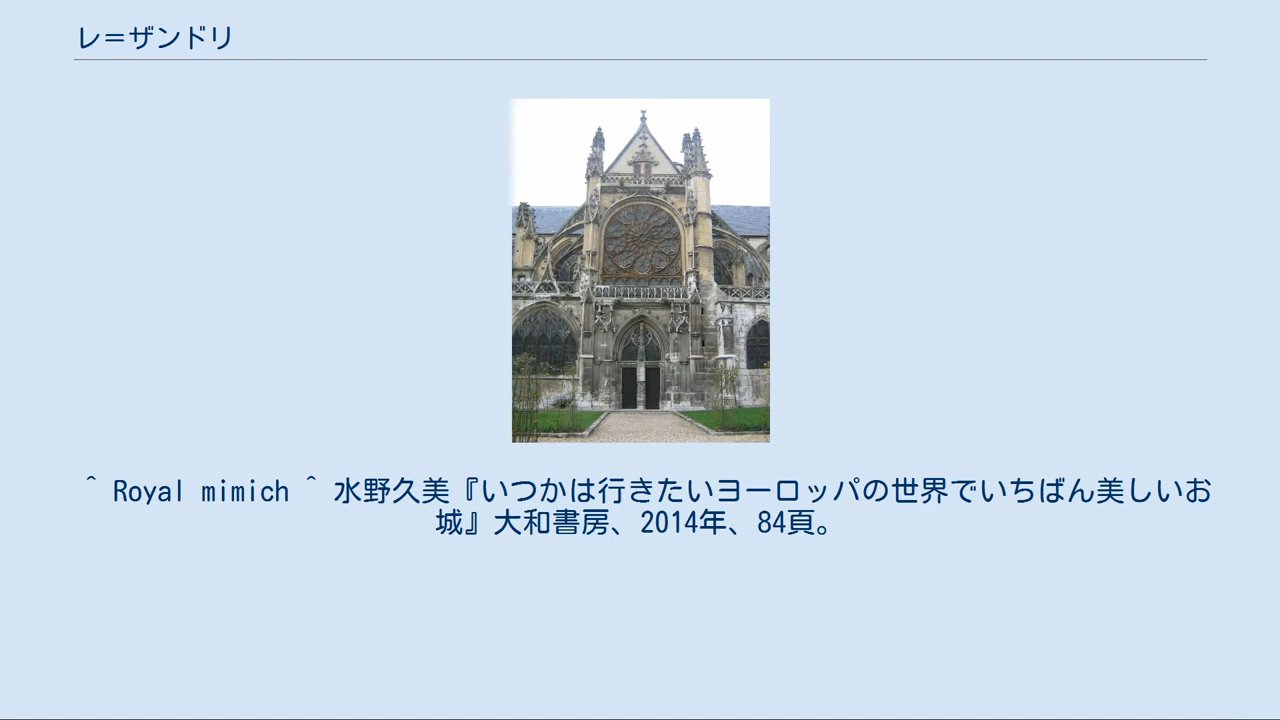 レ＝ザンドリ
^ Royal mimich ^ 水野久美『いつかは行きたいヨーロッパの世界でいちばん美しいお
城』大和書房、2014年、84頁。